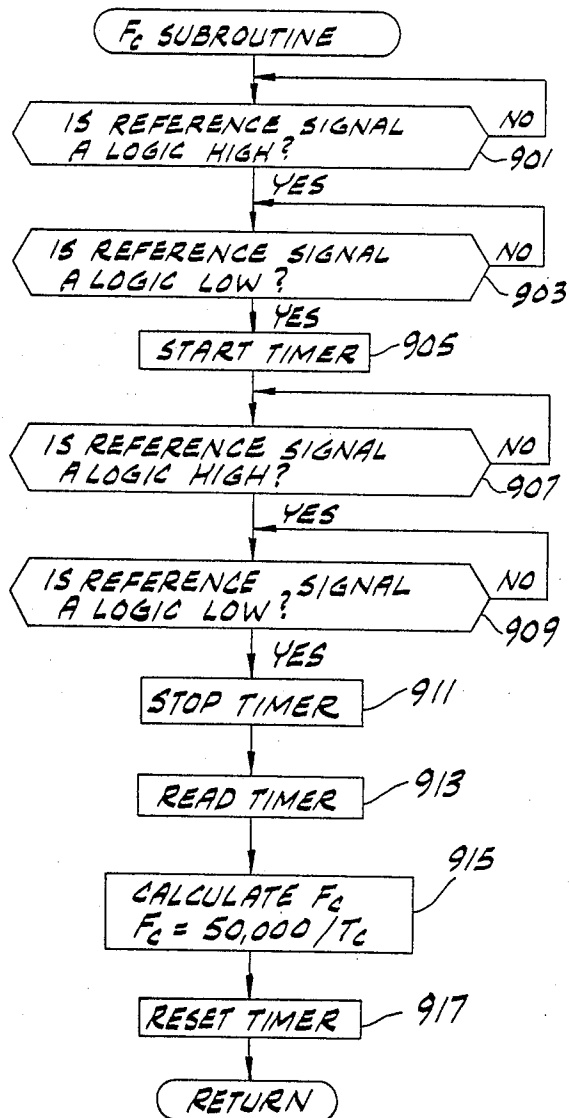 Fc SUBROUTINE
IS REFERENCE SIGNAL
A LOGIC HIGH?
NO
901
YES
IS REFERENCE SIGNAL
A LOGIC LOW?
NO
903
YES
START TIMER
905
IS REFERENCE SIGNAL
A LOGIC HIGH?
NO
907
YES
IS REFERENCE SIGNAL
A LOGIC LOW?
NO
909
YES
STOP TIMER
911
READ TIMER
913
915
CALCULATE Fc
Fc = 50,000/Tc
RESET TIMER
917
RETURN